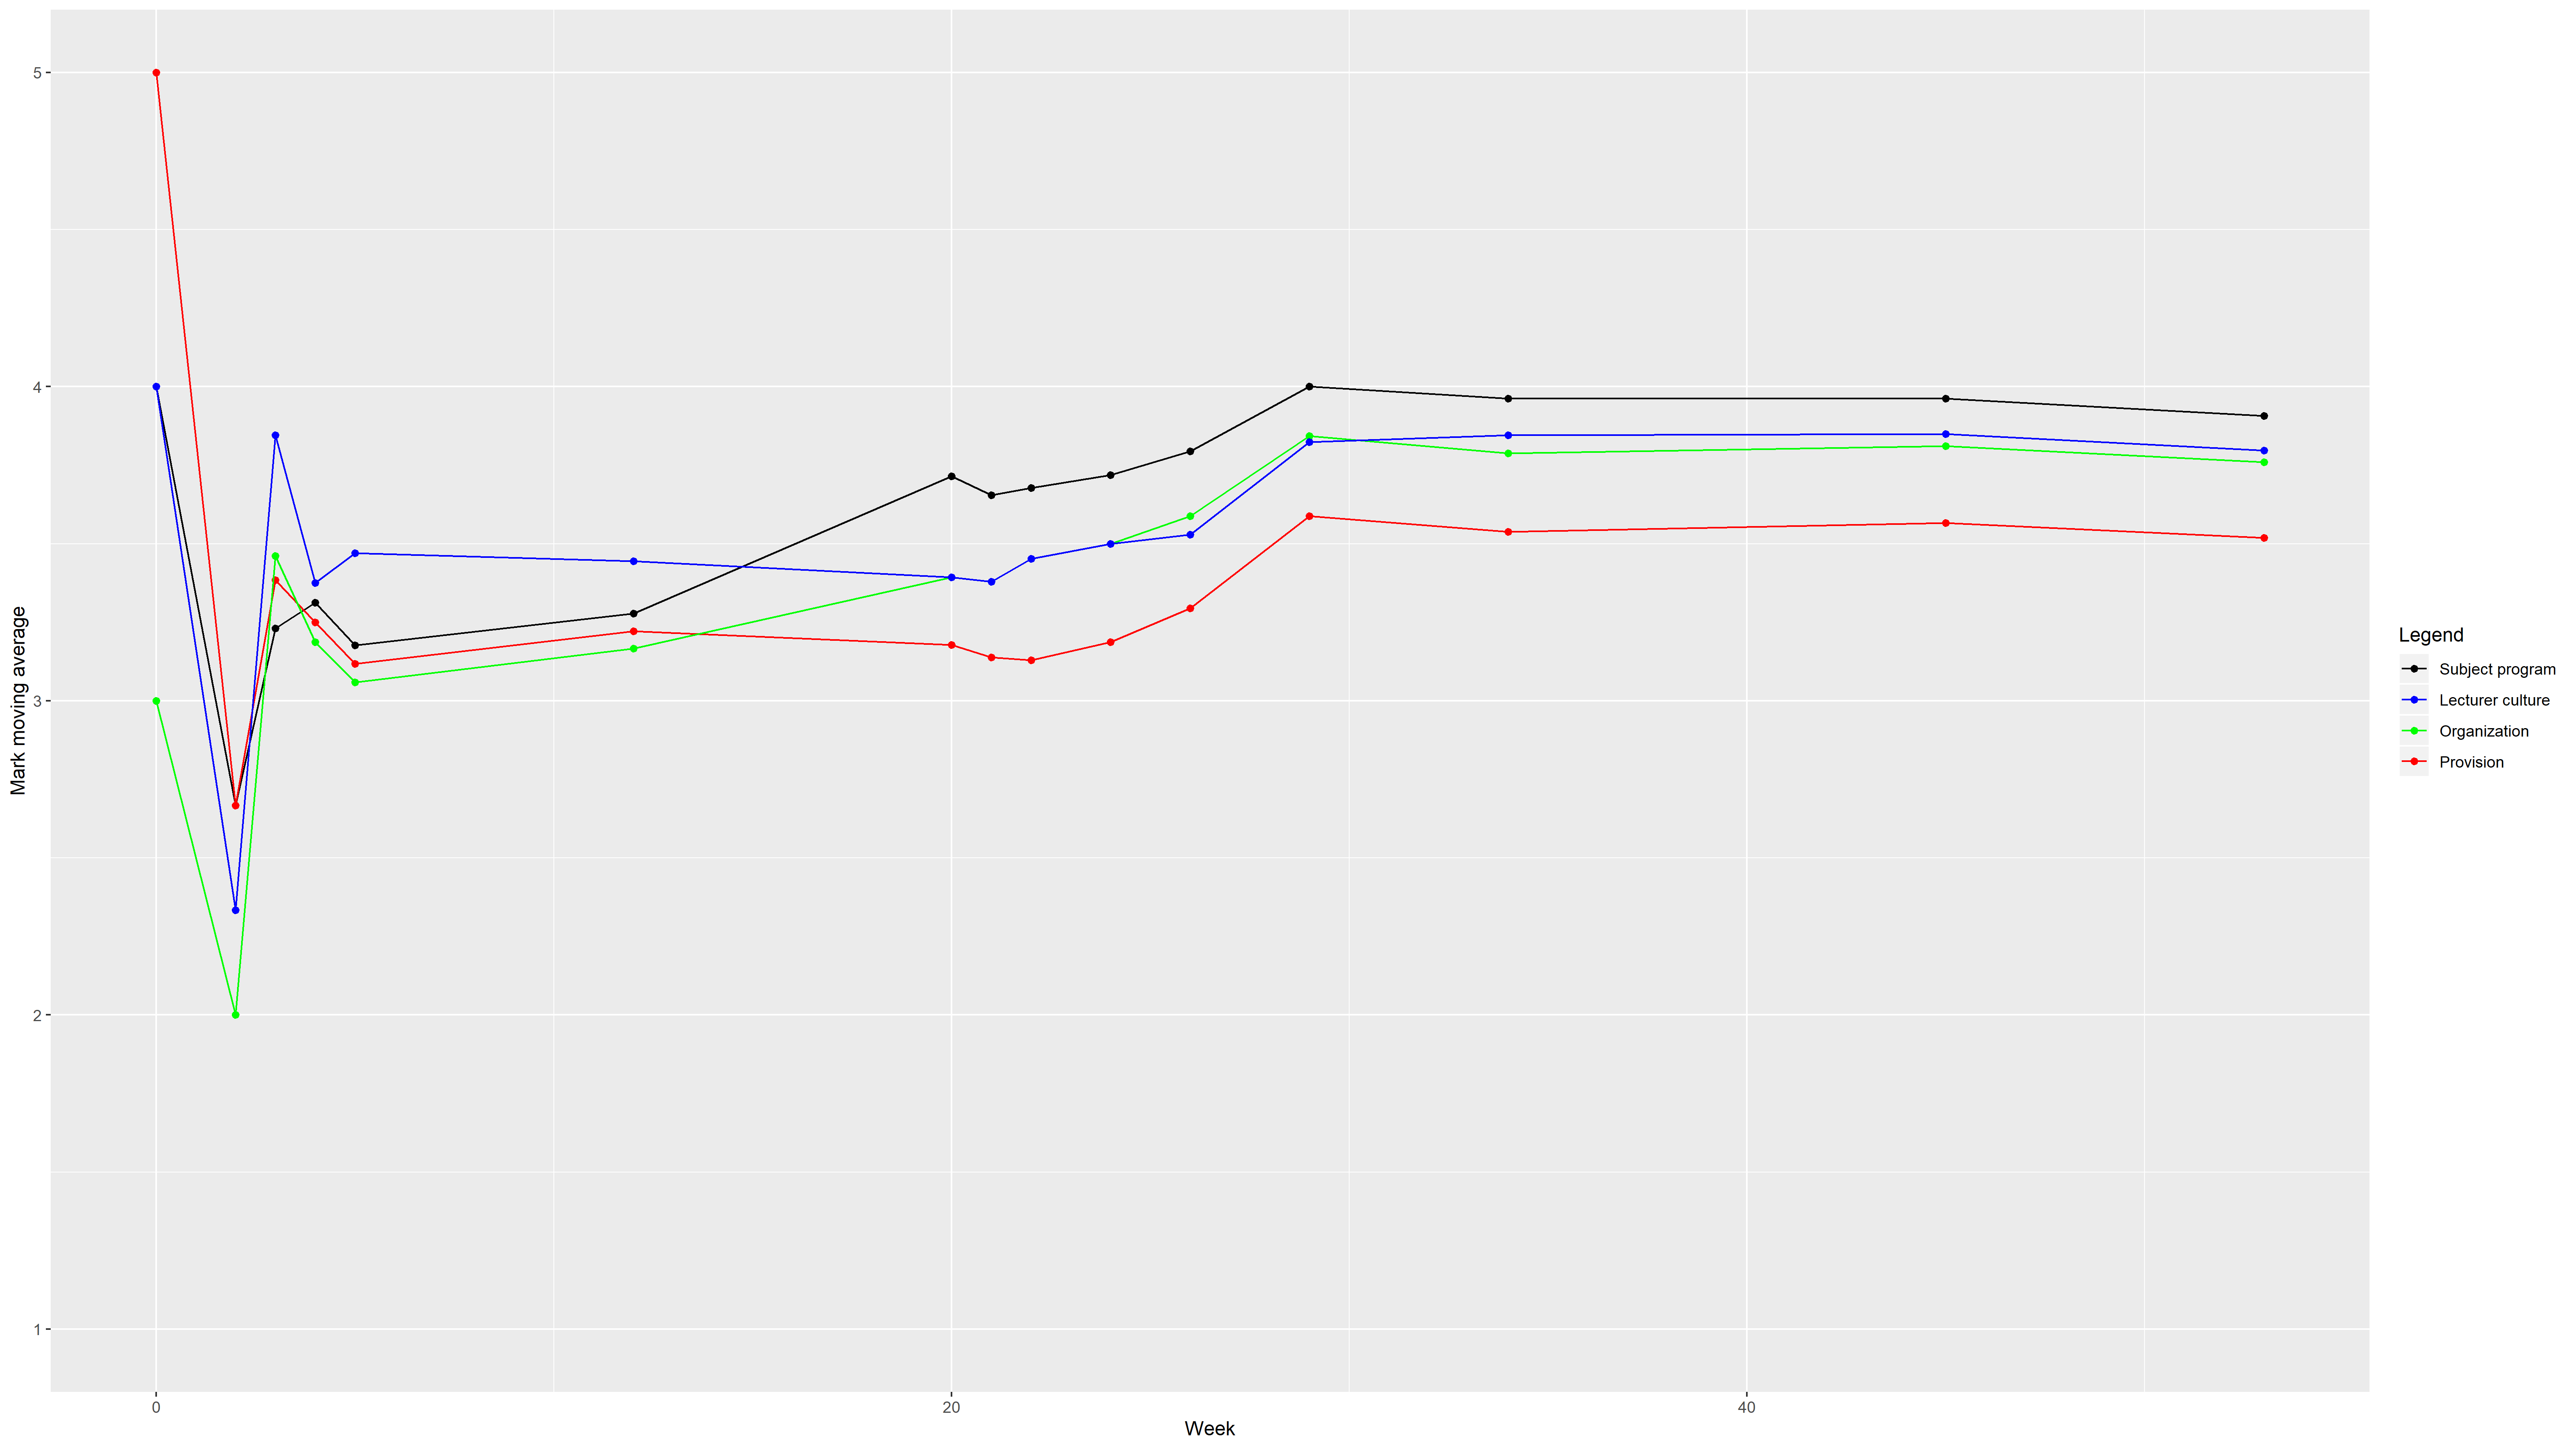 5
4
3
2
1
Mark moving average
0
20
40
Week
Legend
Subject program
Lecturer culture
Organization
Provision